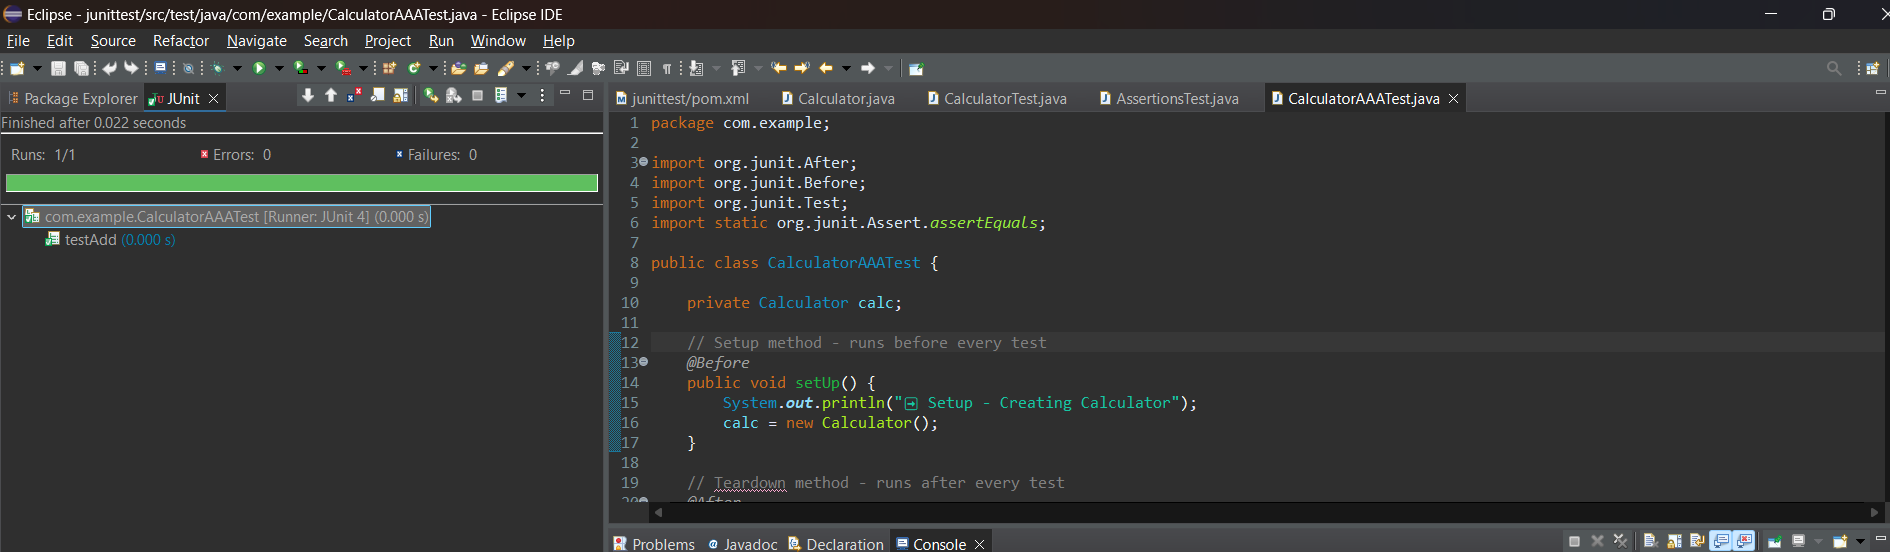 Eclipse - junittest/src/test/java/com/example/CalculatorAAATest.java - Eclipse IDE
File Edit Source Refactor Navigate Search Project Run Window Help
Package Explorer JUnit
Finished after 0.022 seconds
Runs: 1/1 Errors: 0 Failures: 0
com.example.CalculatorAAATest [Runner: JUnit 4] (0.000 s)
testAdd (0.000 s)
junittest/pom.xml Calculator.java CalculatorTest.java AssertionsTest.java CalculatorAAATest.java
1 package com.example;
2
3 import org.junit.After;
4 import org.junit.Before;
5 import org.junit.Test;
6 import static org.junit.Assert.assertEquals;
7
8 public class CalculatorAAATest {
9
10 private Calculator calc;
11
12 // Setup method - runs before every test
13 @Before
14 public void setUp() {
15 System.out.println("➡ Setup - Creating Calculator");
16 calc = new Calculator();
17 }
18
19 // Teardown method - runs after every test
20 @After
Problems Javadoc Declaration Console